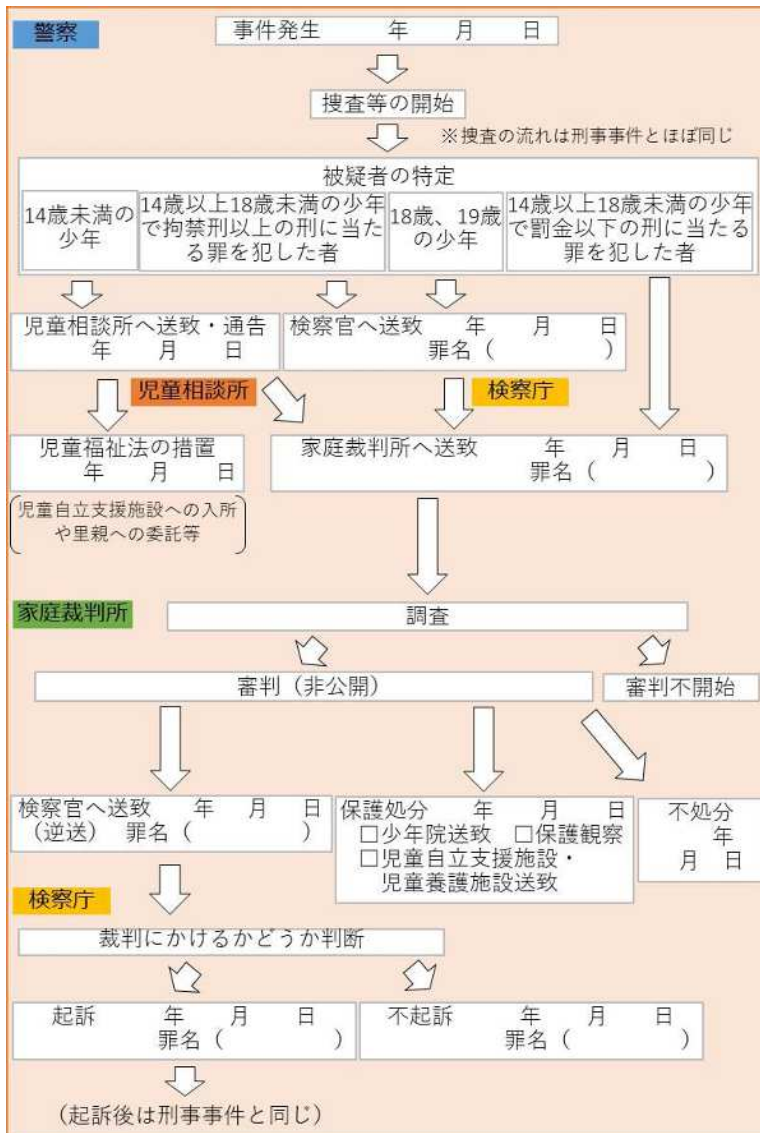 警察
事件発生 年 月 日
捜査等の開始
※捜査の流れは刑事事件とほぼ同じ
被疑者の特定
14歳未満の
少年
14歳以上18歳未満の少年
で拘禁刑以上の刑に当た
る罪を犯した者
18歳、19歳
の少年
14歳以上18歳未満の少年
で罰金以下の刑に当たる
罪を犯した者
児童相談所へ送致・通告
年 月 日
検察官へ送致 年 月 日
罪名（ ）
児童相談所
検察庁
児童福祉法の措置
年 月 日
児童自立支援施設への入所
や里親への委託等
家庭裁判所へ送致 年 月 日
罪名（ ）
家庭裁判所
調査
審判（非公開）
審判不開始
検察官へ送致 年 月 日
(逆送) 罪名（ ）
保護処分 年 月 日
□少年院送致 □保護観察
□児童自立支援施設・
児童養護施設送致
不処分
年
月 日
検察庁
裁判にかけるかどうか判断
起訴 年 月 日
罪名（ ）
不起訴 年 月 日
罪名（ ）
（起訴後は刑事事件と同じ）